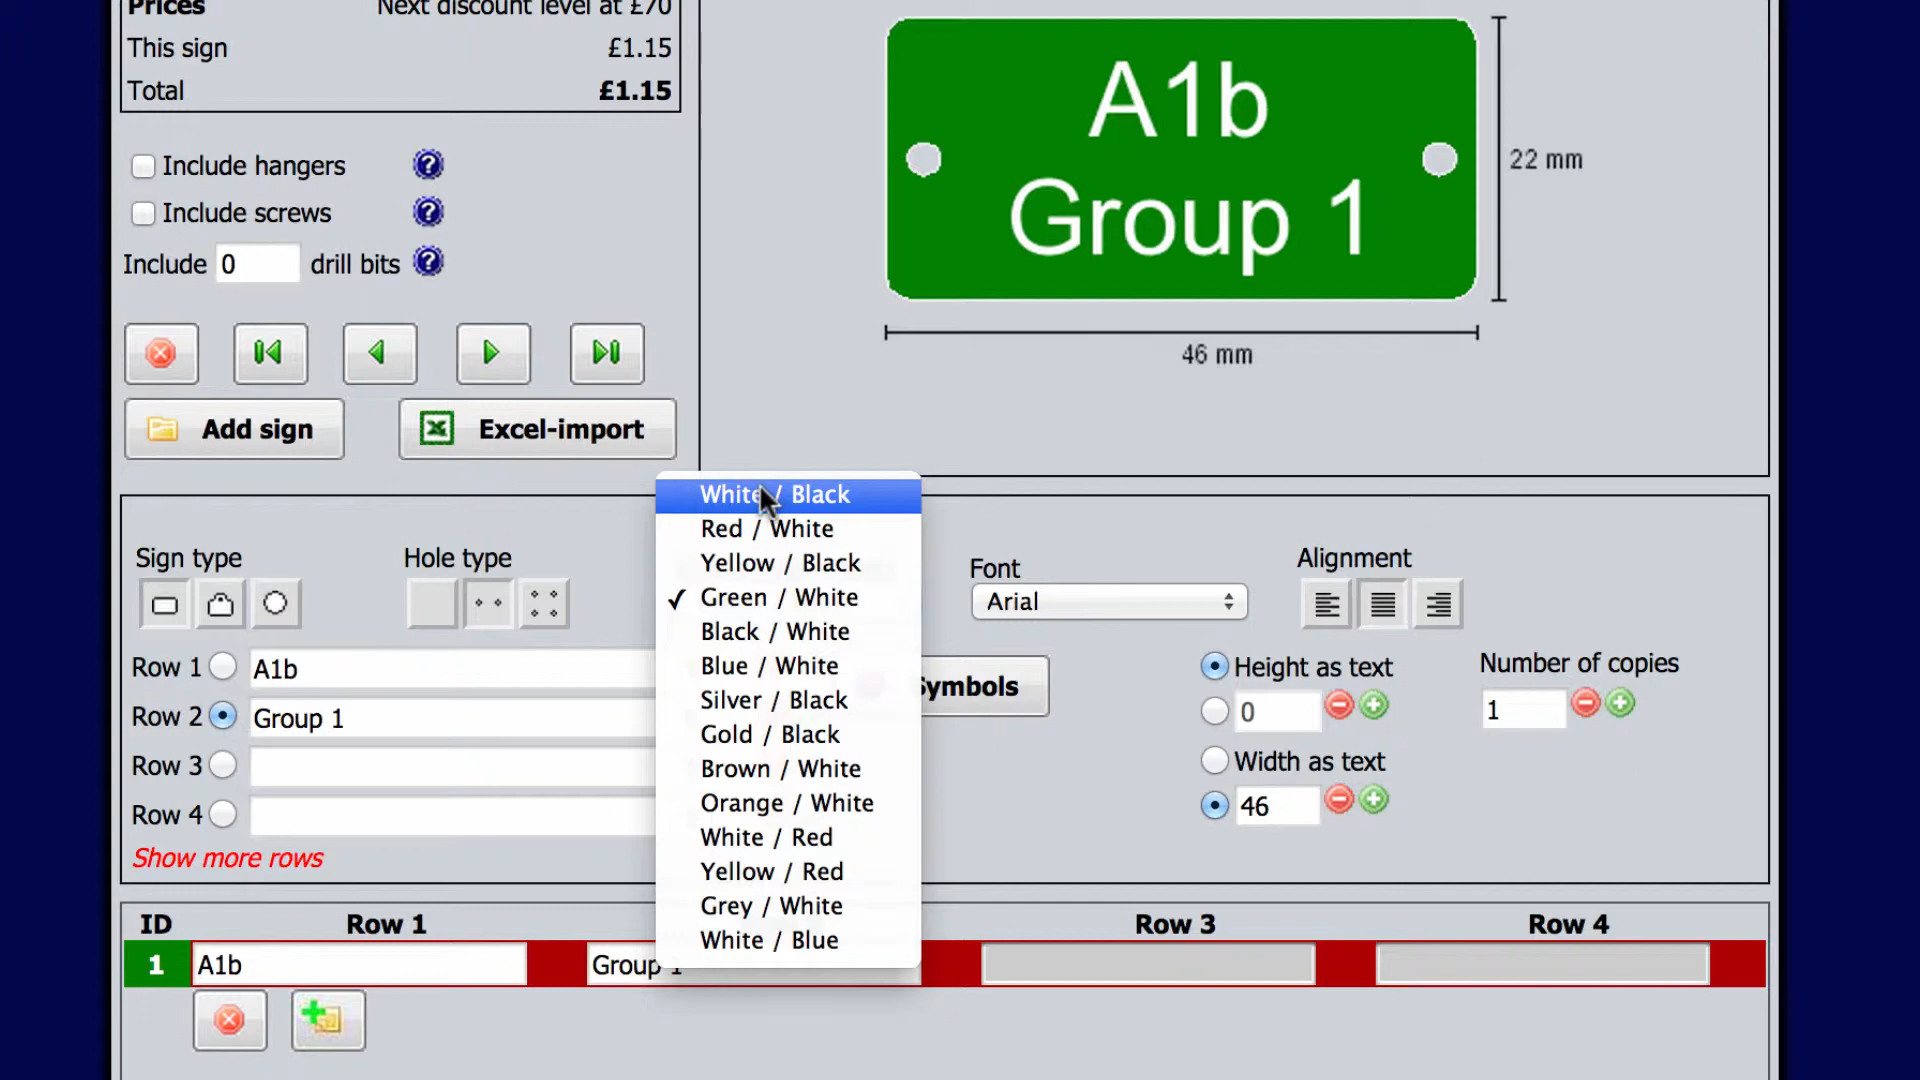 Prices Next discount level at £70
This sign £1.15
Total £1.15
Include hangers
Include screws
Include 0 drill bits
Add sign
Excel-import
A1b
Group 1
22 mm
46 mm
White / Black
Red / White
Yellow / Black
Green / White
Black / White
Blue / White
Silver / Black
Gold / Black
Brown / White
Orange / White
White / Red
Yellow / Red
Grey / White
White / Blue
Sign type
Hole type
Font
Arial
Alignment
Row 1 A1b
Row 2 Group 1
Row 3
Row 4
Show more rows
Symbols
Height as text
0
Width as text
46
Number of copies
1
ID Row 1 Row 3 Row 4
1 A1b Group 1